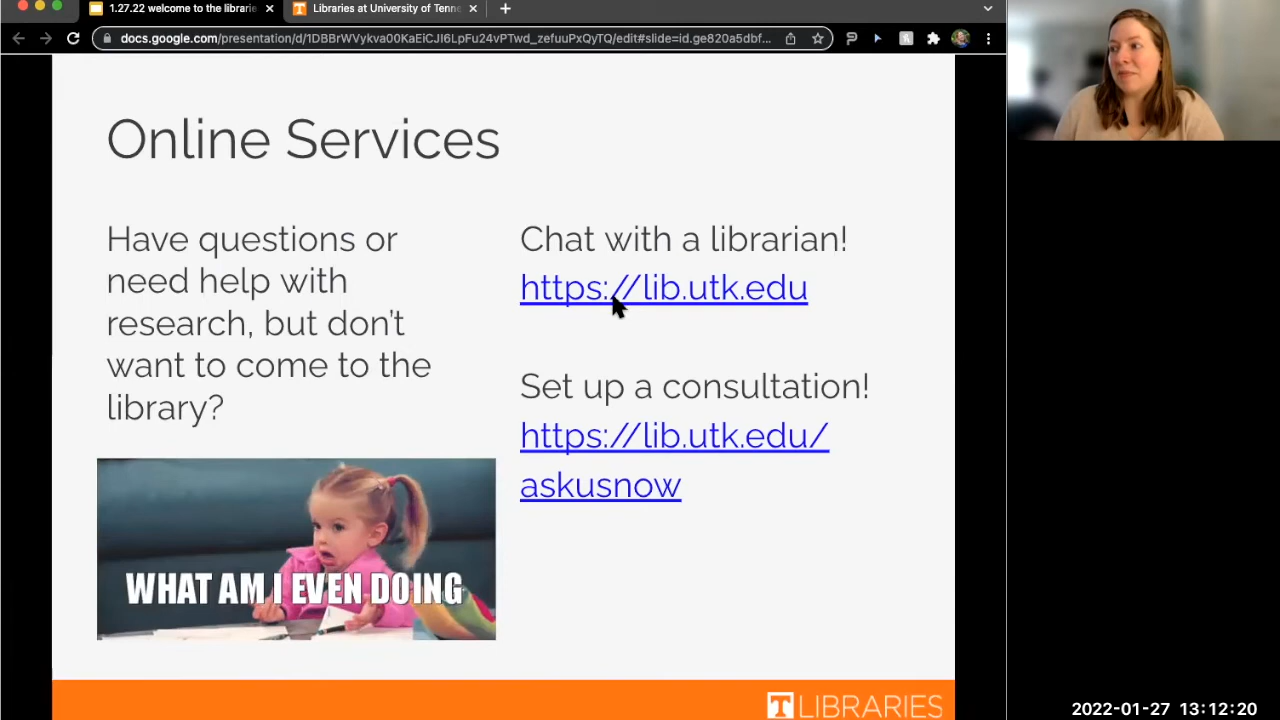 1.27.22 welcome to the librarie
Libraries at University of Tenne
docs.google.com/presentation/d/1DBBrWVykva00KaEiCJI6LpFu24vPTwd_zefuuPxQyTQ/edit#slide=id.ge820a5dbf...
Online Services
Have questions or
need help with
research, but don't
want to come to the
library?
WHAT AM I EVEN DOING
Chat with a librarian!
https://lib.utk.edu
Set up a consultation!
https://lib.utk.edu/
askusnow
T LIBRARIES
2022-01-27 13:12:20